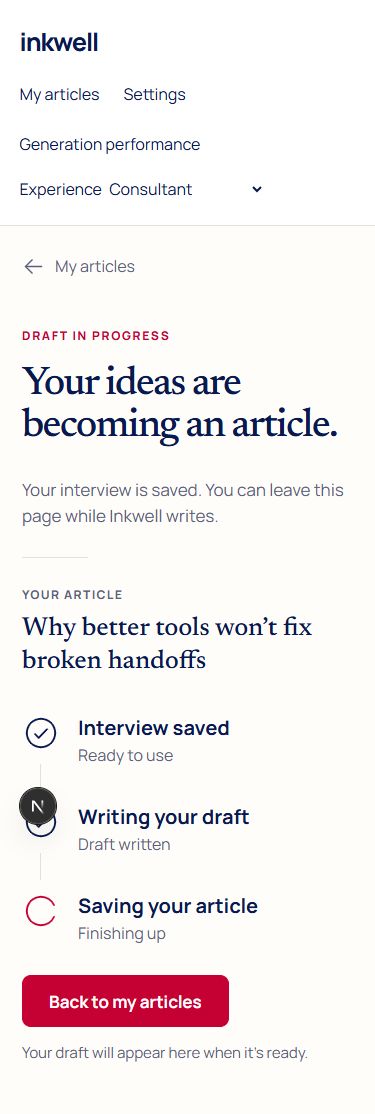 inkwell
My articles Settings
Generation performance
Experience Consultant
My articles
DRAFT IN PROGRESS
Your ideas are
becoming an article.
Your interview is saved. You can leave this
page while Inkwell writes.
YOUR ARTICLE
Why better tools won’t fix
broken handoffs
Interview saved
Ready to use
N
Writing your draft
Draft written
Saving your article
Finishing up
Back to my articles
Your draft will appear here when it’s ready.